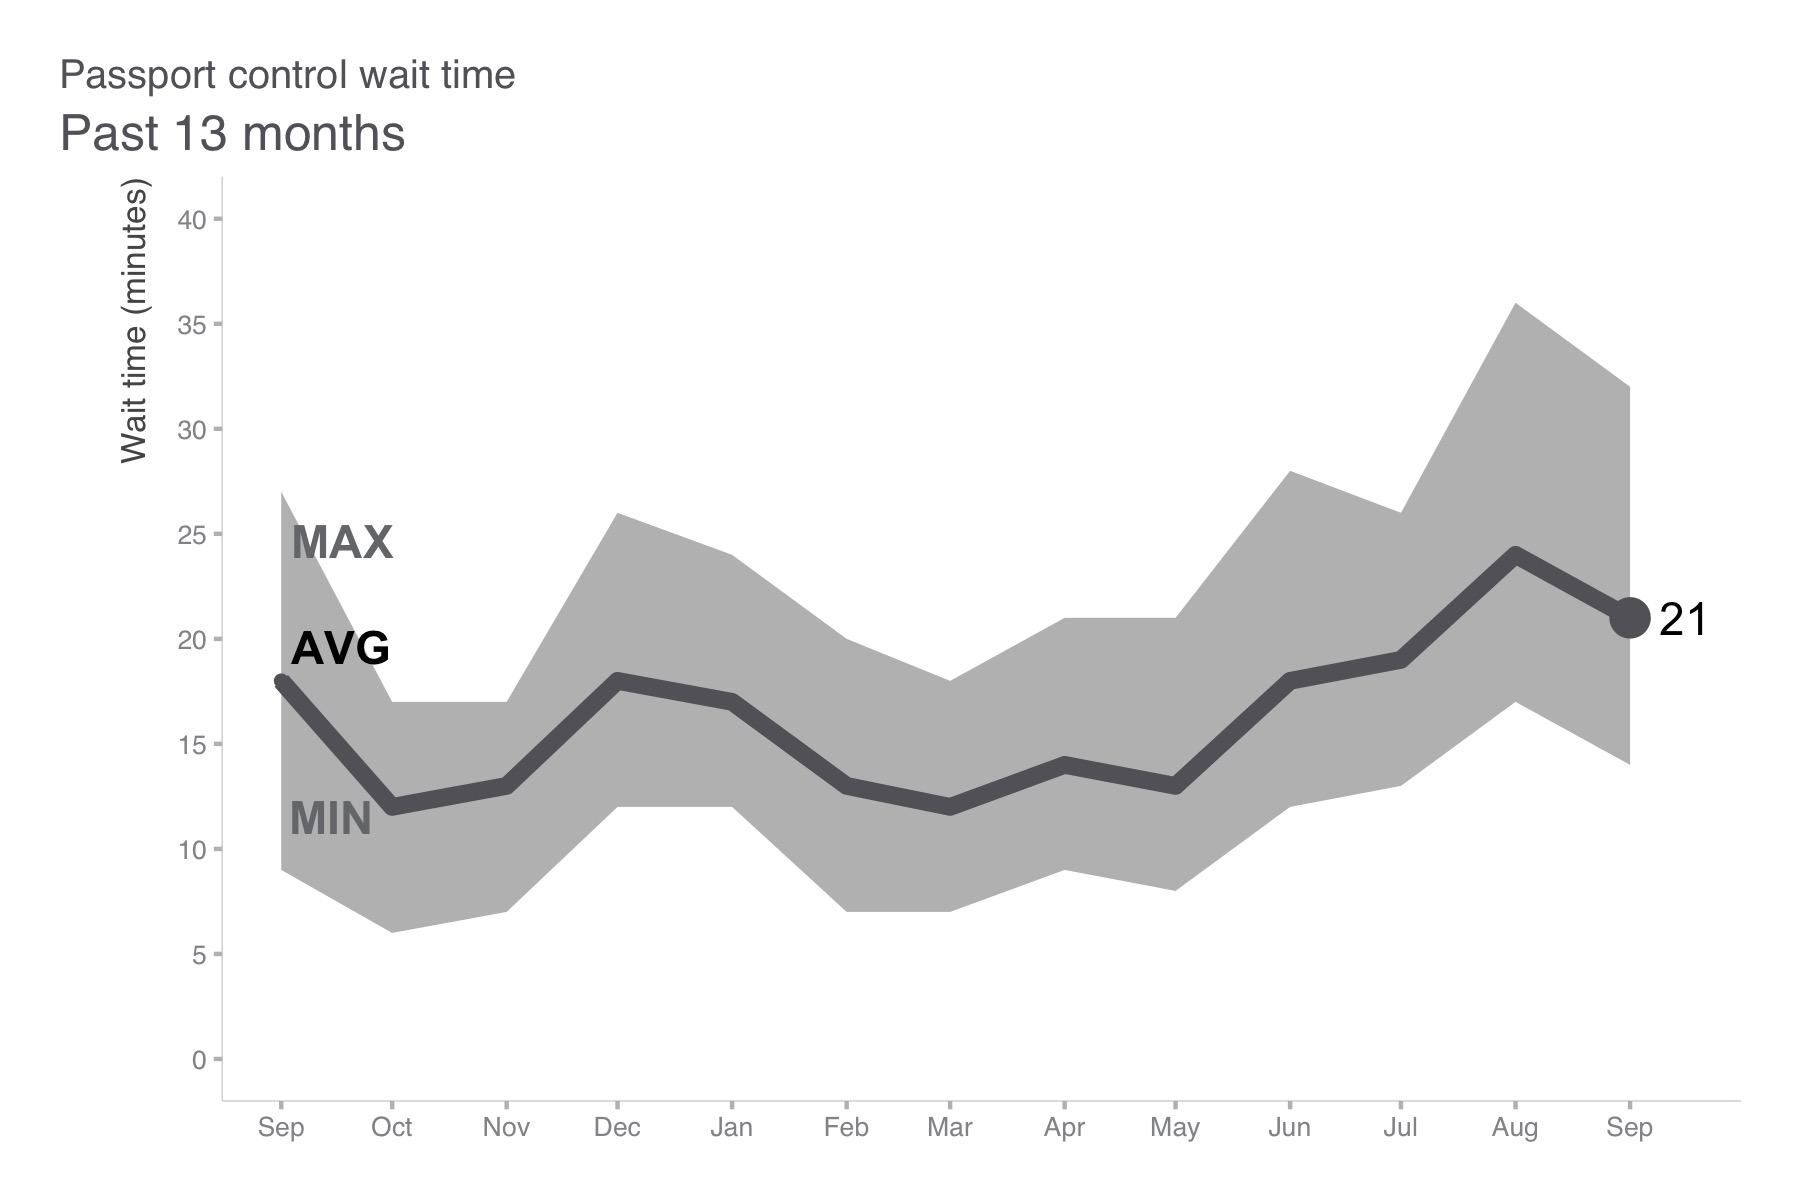 Passport control wait time
Past 13 months
Wait time (minutes)
40
35
30
25
20
15
10
5
0
MAX
AVG
MIN
21
Sep Oct Nov Dec Jan Feb Mar Apr May Jun Jul Aug Sep